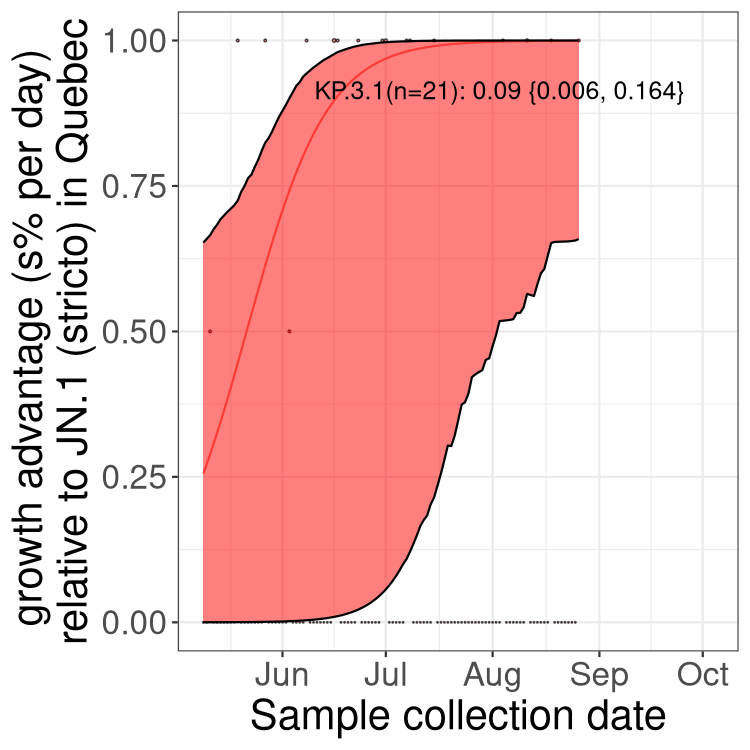 growth advantage (s% per day)
relative to JN.1 (stricto) in Quebec
1.00
0.75
0.50
0.25
0.00
KP.3.1(n=21): 0.09 {0.006, 0.164}
Jun Jul Aug Sep Oct
Sample collection date